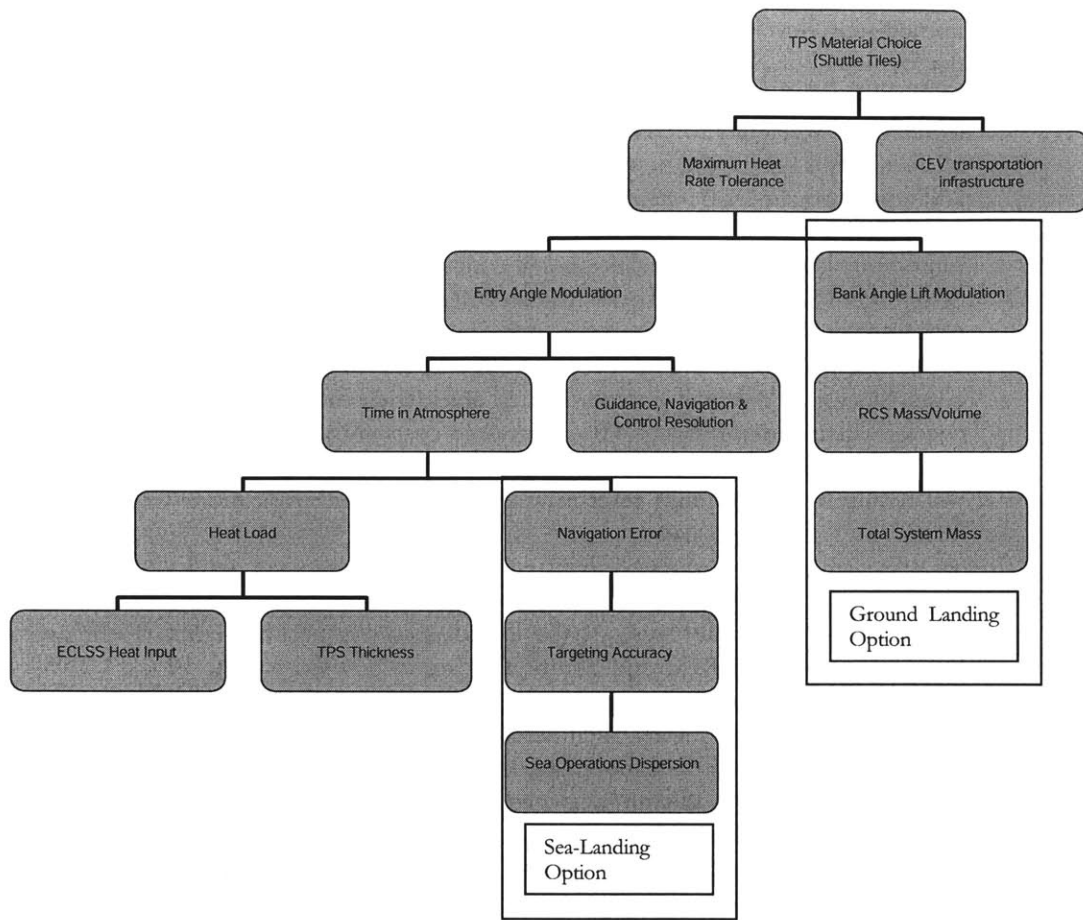 TPS Material Choice
(Shuttle Tiles)
Maximum Heat
Rate Tolerance
CEV transportation
infrastructure
Entry Angle Modulation
Bank Angle Lift Modulation
Time in Atmosphere
Guidance, Navigation &
Control Resolution
RCS Mass/Volume
Heat Load
Navigation Error
Total System Mass
Ground Landing
Option
ECLSS Heat Input
TPS Thickness
Targeting Accuracy
Sea Operations Dispersion
Sea-Landing
Option